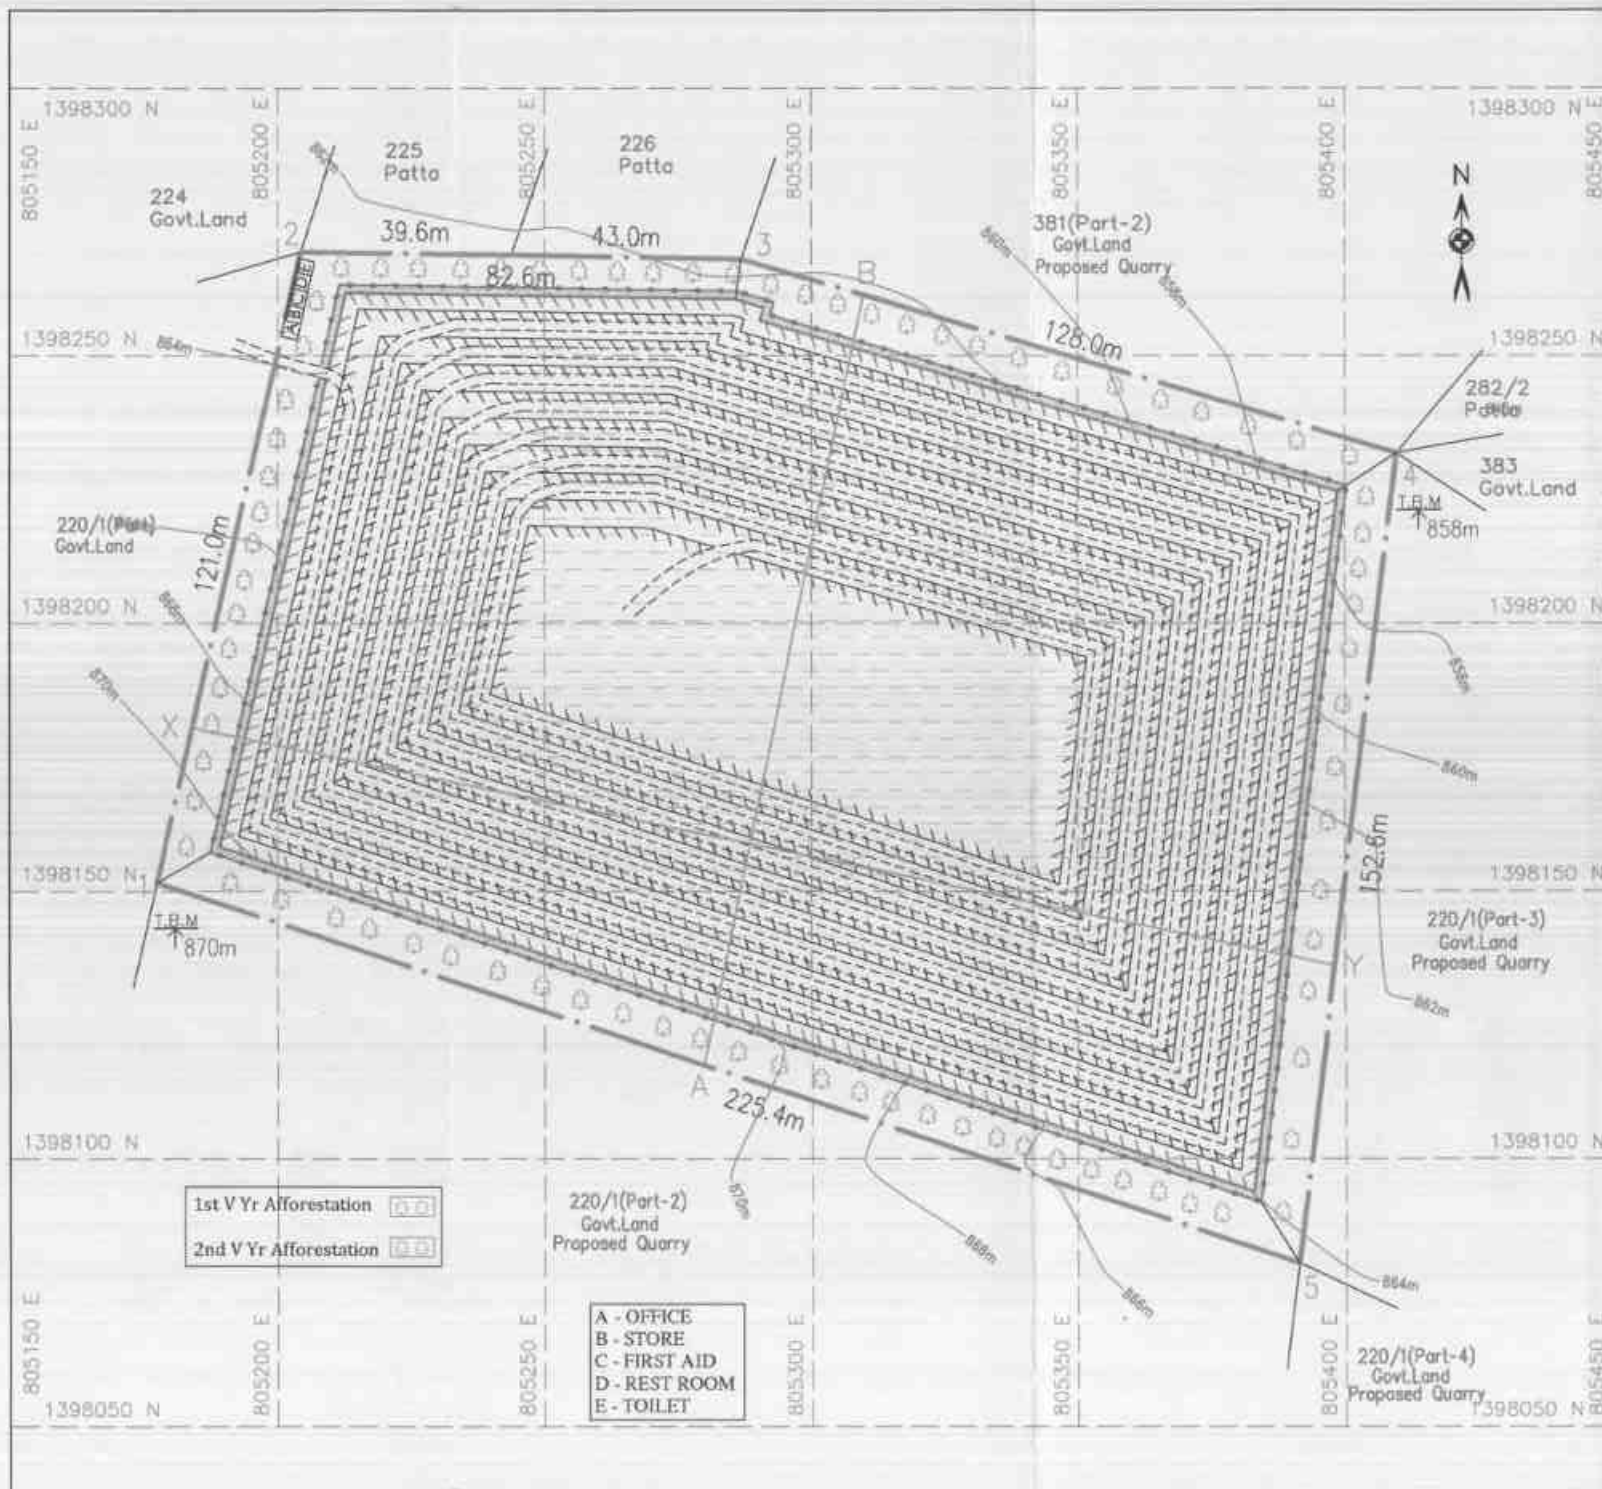 1398300 N
1398300 N
805150 E
805200 E
805250 E
805300 E
805350 E
805400 E
805450 E
225
Patta
226
Patta
224
Govt.Land
N
381(Part-2)
Govt.Land
Proposed Quarry
860m
858m
2
39.6m
43.0m
3
82.6m
B
128.0m
ABCDE
1398250 N
1398250 N
864m
282/2
4
383
Govt.Land
T.B.M
858m
220/1(Part)
Govt.Land
121.0m
1398200 N
1398200 N
870m
860m
X
1398150 N
1398150 N
1
T.B.M
870m
152.6m
220/1(Part-3)
Govt.Land
Proposed Quarry
Y
862m
A
225.4m
1398100 N
1398100 N
1st V Yr Afforestation
2nd V Yr Afforestation
220/1(Part-2)
Govt.Land
Proposed Quarry
870m
868m
866m
864m
5
A - OFFICE
B - STORE
C - FIRST AID
D - REST ROOM
E - TOILET
220/1(Part-4)
Govt.Land
Proposed Quarry
805150 E
805200 E
805250 E
805300 E
805350 E
805400 E
805450 E
1398050 N
1398050 N